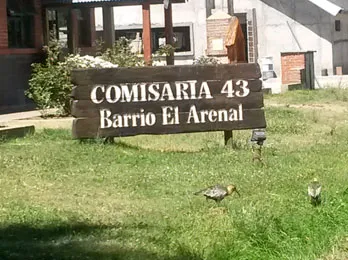 COMISARIA 43
Barrio El Arenal